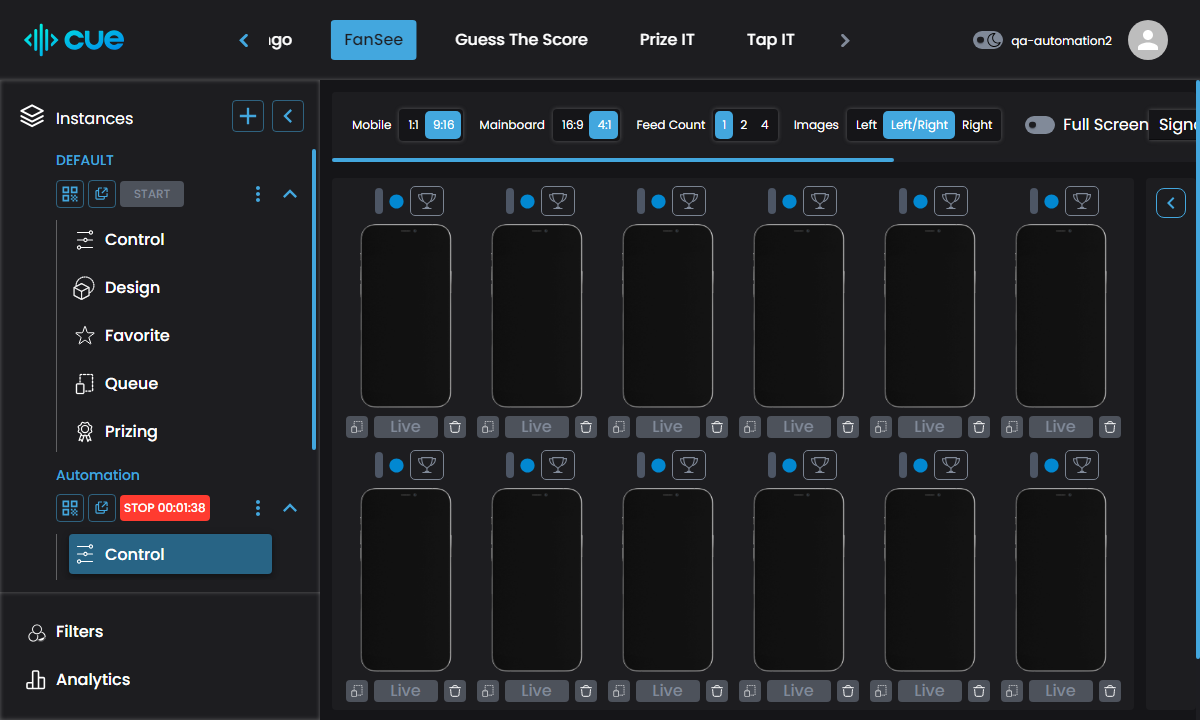 cue
FanSee
Guess The Score
Prize IT
Tap IT
qa-automation2
Instances
DEFAULT
START
Control
Design
Favorite
Queue
Prizing
Automation
STOP 00:01:38
Control
Filters
Analytics
Mobile 1:1 9:16
Mainboard 16:9 4:1
Feed Count 1 2 4
Images Left Left/Right Right
Full Screen
Live Live Live Live Live Live
Live Live Live Live Live Live